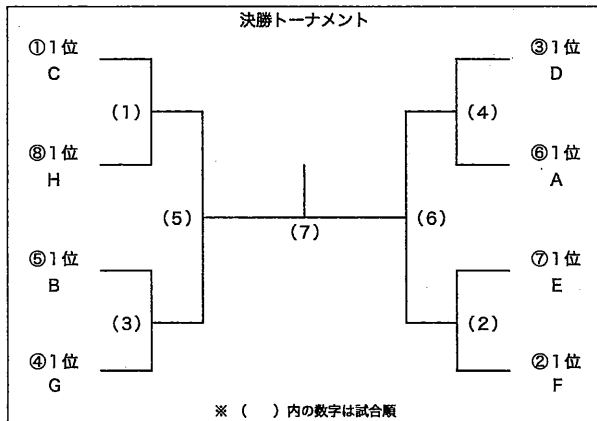 決勝トーナメント
①1位
C
③1位
D
(1)
(4)
⑧1位
H
⑥1位
A
(5)
(7)
(6)
⑤1位
B
⑦1位
E
(3)
(2)
④1位
G
②1位
F
※ ( )内の数字は試合順